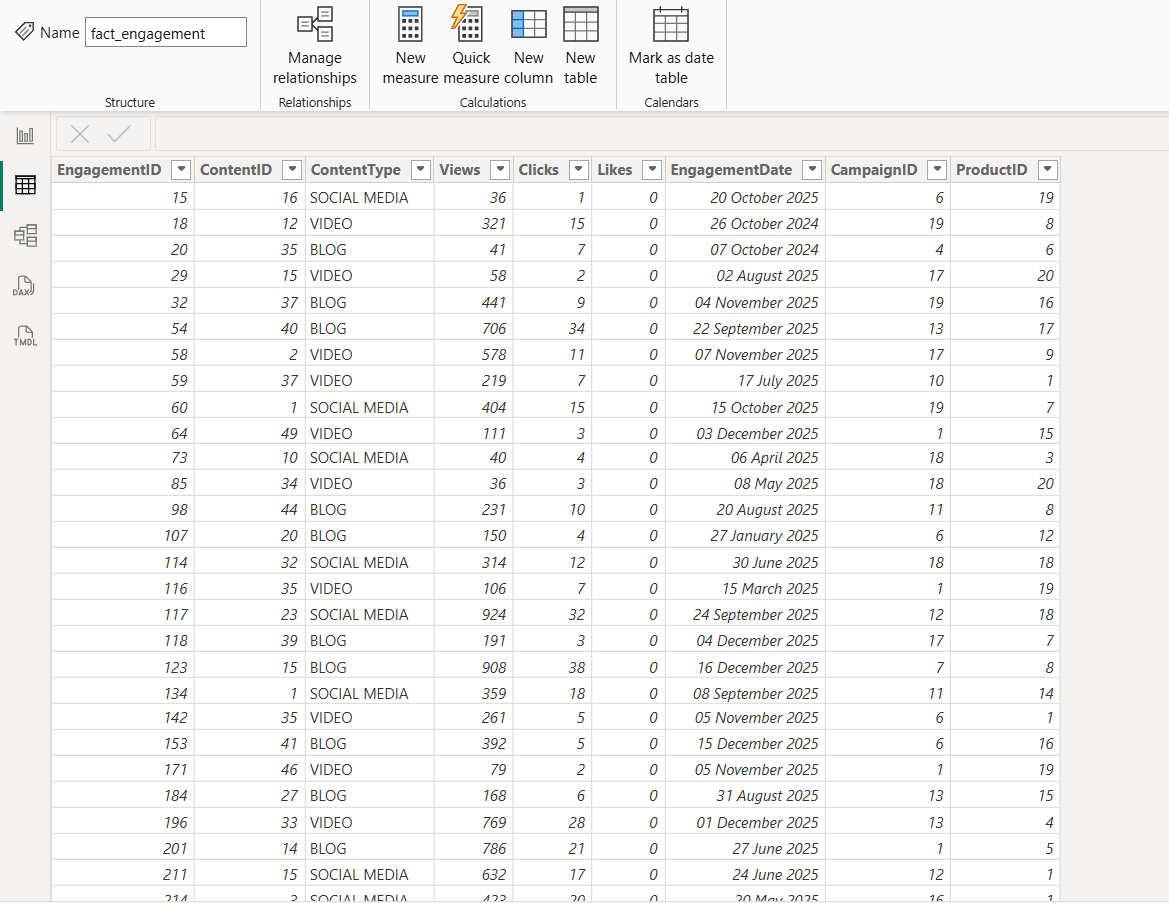 Name fact_engagement
Manage relationships
New measure
Quick measure
New column
New table
Mark as date table
Structure
Relationships
Calculations
Calendars
DAX
TMDL
EngagementID ContentID ContentType Views Clicks Likes EngagementDate CampaignID ProductID
15 16 SOCIAL MEDIA 36 1 0 20 October 2025 6 19
18 12 VIDEO 321 15 0 26 October 2024 19 8
20 35 BLOG 41 7 0 07 October 2024 4 6
29 15 VIDEO 58 2 0 02 August 2025 17 20
32 37 BLOG 441 9 0 04 November 2025 19 16
54 40 BLOG 706 34 0 22 September 2025 13 17
58 2 VIDEO 578 11 0 07 November 2025 17 9
59 37 VIDEO 219 7 0 17 July 2025 10 1
60 1 SOCIAL MEDIA 404 15 0 15 October 2025 19 7
64 49 VIDEO 111 3 0 03 December 2025 1 15
73 10 SOCIAL MEDIA 40 4 0 06 April 2025 18 3
85 34 VIDEO 36 3 0 08 May 2025 18 20
98 44 BLOG 231 10 0 20 August 2025 11 8
107 20 BLOG 150 4 0 27 January 2025 6 12
114 32 SOCIAL MEDIA 314 12 0 30 June 2025 18 18
116 35 VIDEO 106 7 0 15 March 2025 1 19
117 23 SOCIAL MEDIA 924 32 0 24 September 2025 12 18
118 39 BLOG 191 3 0 04 December 2025 17 7
123 15 BLOG 908 38 0 16 December 2025 7 8
134 1 SOCIAL MEDIA 359 18 0 08 September 2025 11 14
142 35 VIDEO 261 5 0 05 November 2025 6 1
153 41 BLOG 392 5 0 15 December 2025 6 16
171 46 VIDEO 79 2 0 05 November 2025 1 19
184 27 BLOG 168 6 0 31 August 2025 13 15
196 33 VIDEO 769 28 0 01 December 2025 13 4
201 14 BLOG 786 21 0 27 June 2025 1 5
211 15 SOCIAL MEDIA 632 17 0 24 June 2025 12 1
SOCIAL MEDIA 0 20 May 2025